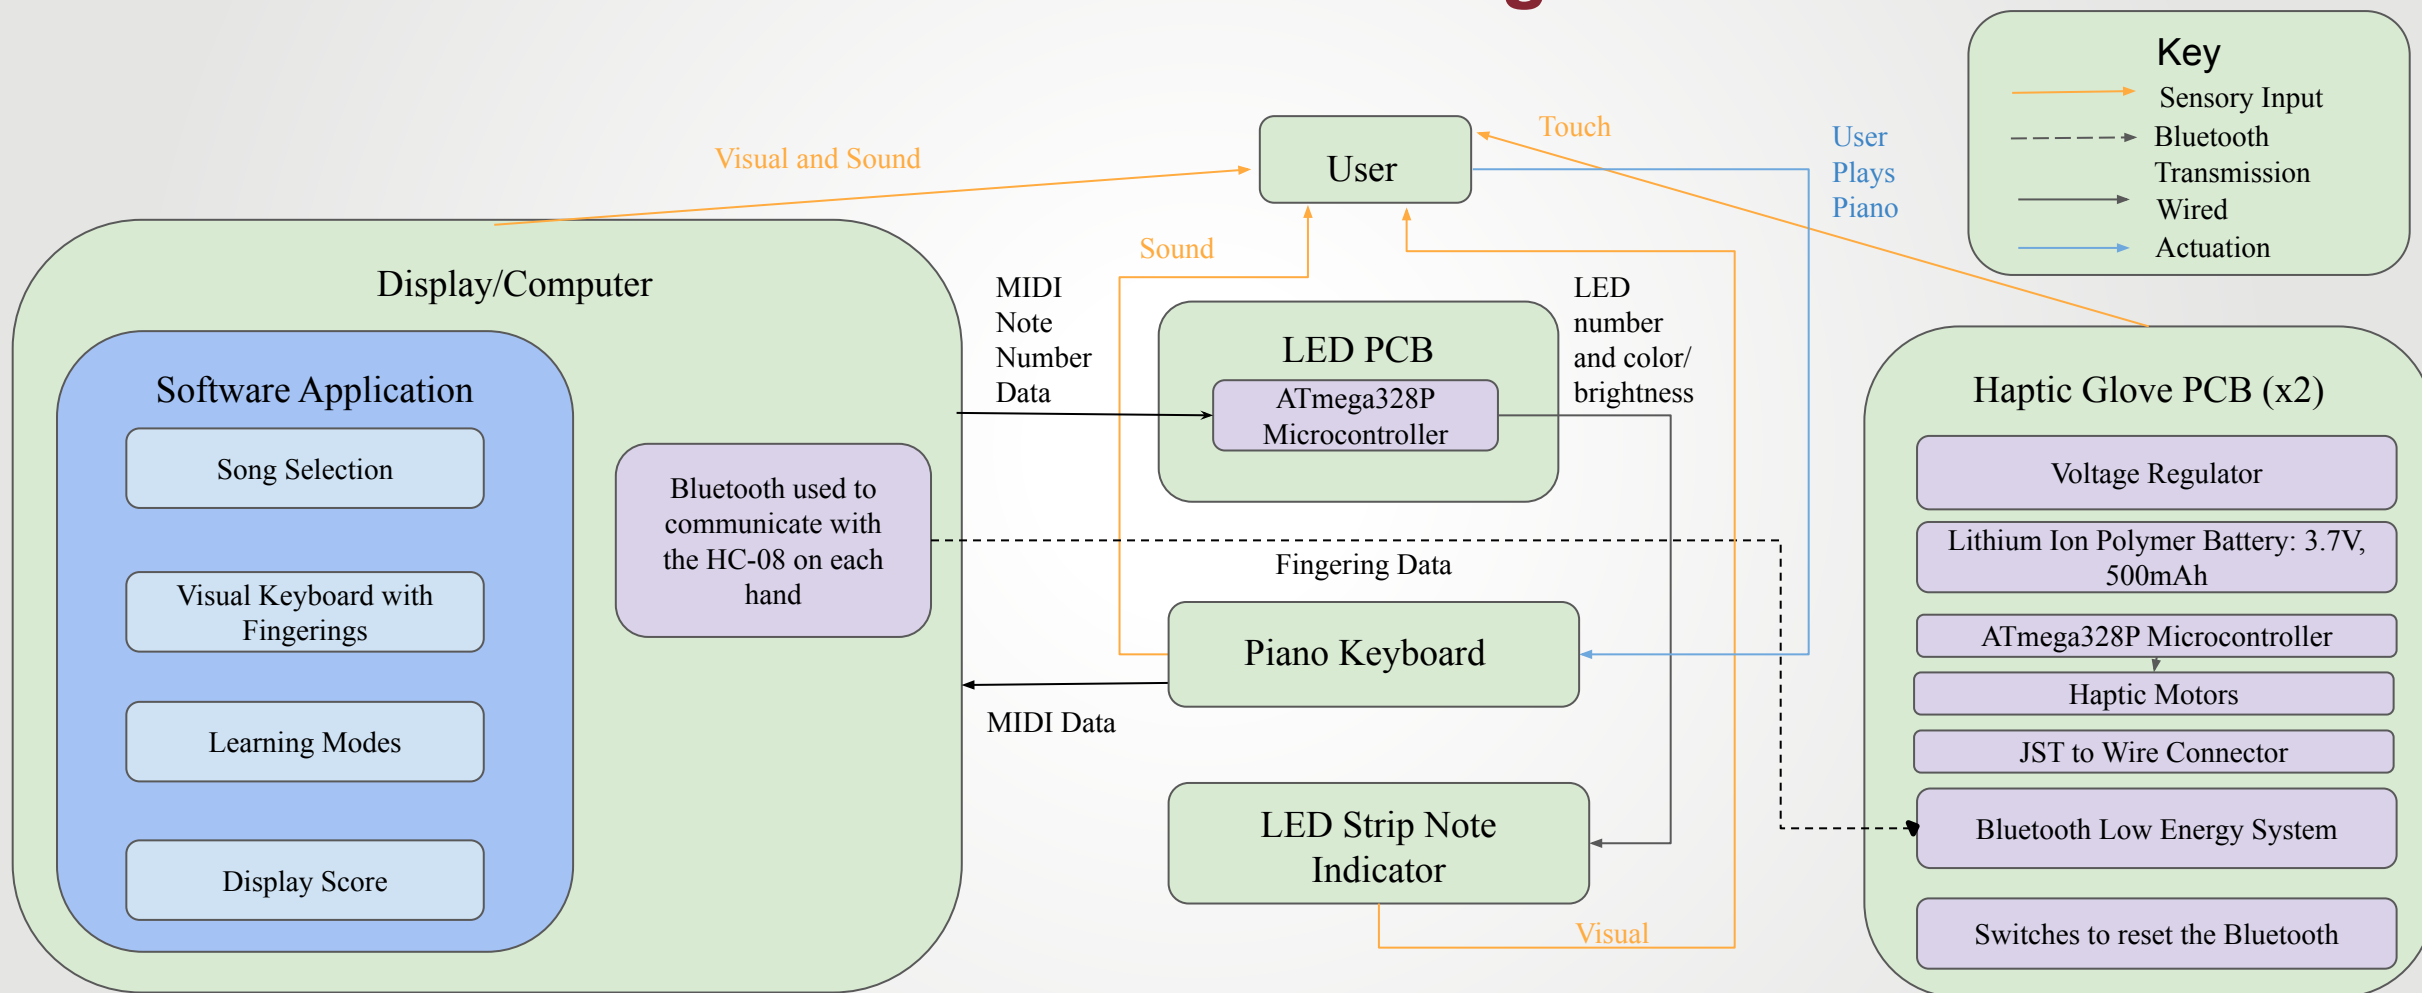 Key
Sensory Input
Bluetooth
Transmission
Wired
Actuation
Visual and Sound
User
Touch
User
Plays
Piano
Sound
Display/Computer
Software Application
Song Selection
Visual Keyboard with
Fingerings
Learning Modes
Display Score
Bluetooth used to
communicate with
the HC-08 on each
hand
MIDI
Note
Number
Data
LED PCB
ATmega328P
Microcontroller
LED
number
and color/
brightness
Fingering Data
Piano Keyboard
MIDI Data
LED Strip Note
Indicator
Visual
Haptic Glove PCB (x2)
Voltage Regulator
Lithium Ion Polymer Battery: 3.7V,
500mAh
ATmega328P Microcontroller
Haptic Motors
JST to Wire Connector
Bluetooth Low Energy System
Switches to reset the Bluetooth